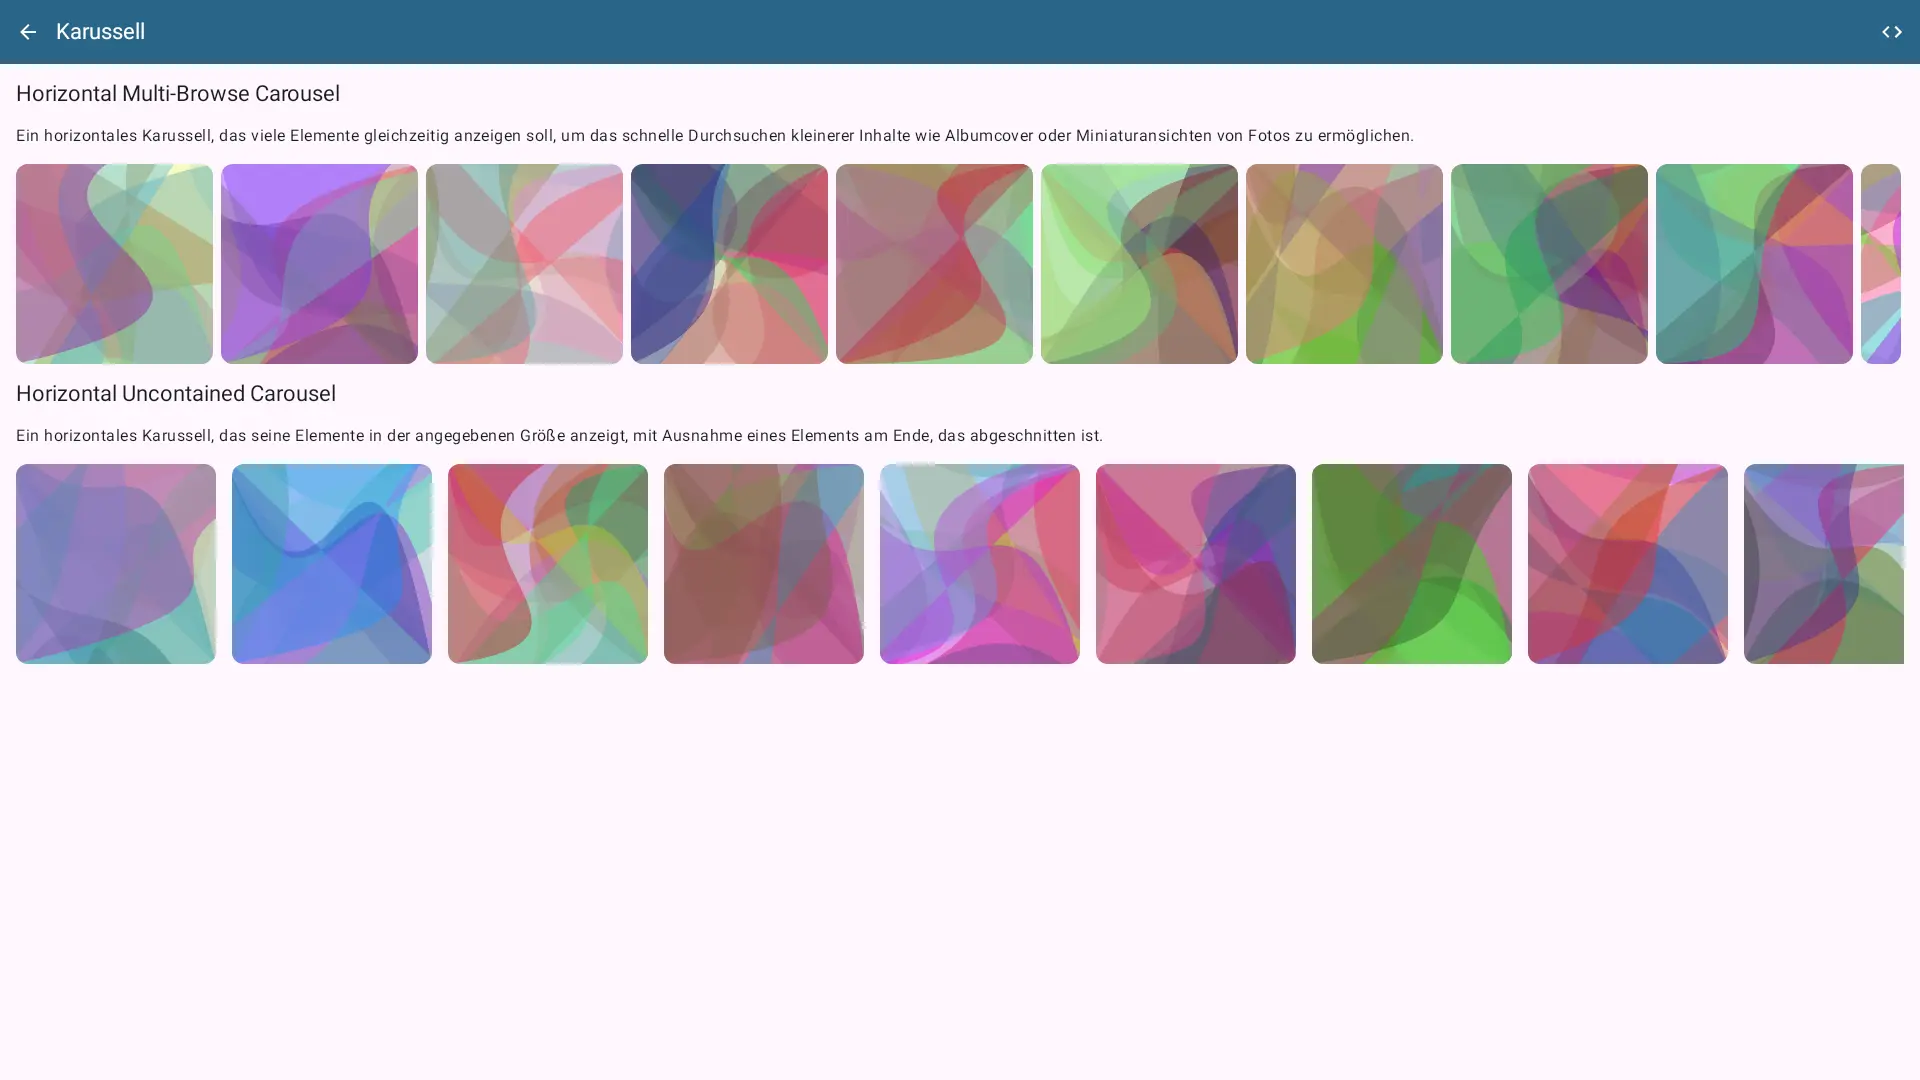 Karussell
Horizontal Multi-Browse Carousel
Ein horizontales Karussell, das viele Elemente gleichzeitig anzeigen soll, um das schnelle Durchsuchen kleinerer Inhalte wie Albumcover oder Miniaturansichten von Fotos zu ermöglichen.
Horizontal Uncontained Carousel
Ein horizontales Karussell, das seine Elemente in der angegebenen Größe anzeigt, mit Ausnahme eines Elements am Ende, das abgeschnitten ist.